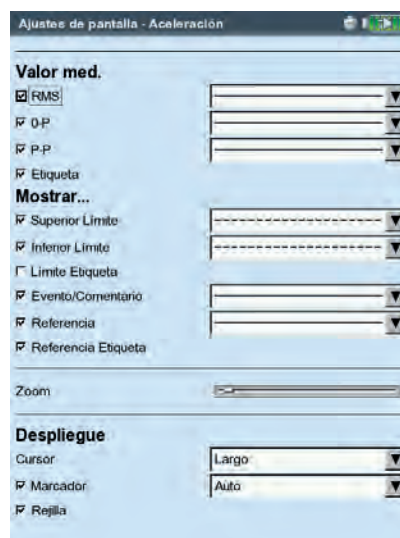 Ajustes de pantalla - Aceleración
Valor med.
RMS
0-P
P-P
Etiqueta
Mostrar...
Superior Límite
Inferior Límite
Límite Etiqueta
Evento/Comentario
Referencia
Referencia Etiqueta
Zoom
Despliegue
Cursor Largo
Marcador Auto
Rejilla